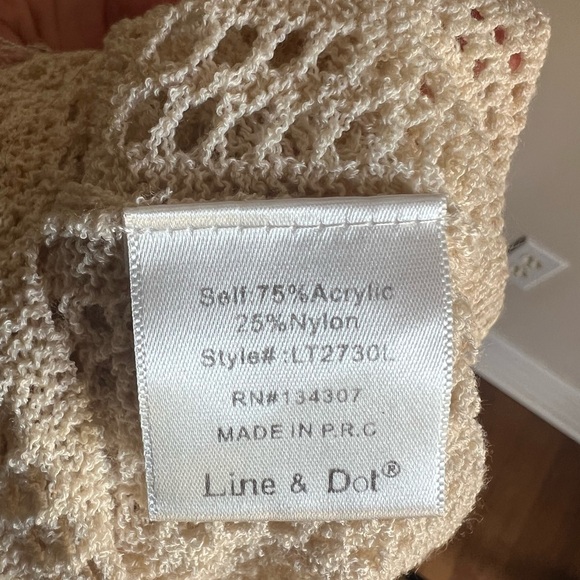 Self:75%Acrylic
25%Nylon
Style#:LT2730L
RN#134307
MADE IN P.R.C
Line & Dot®